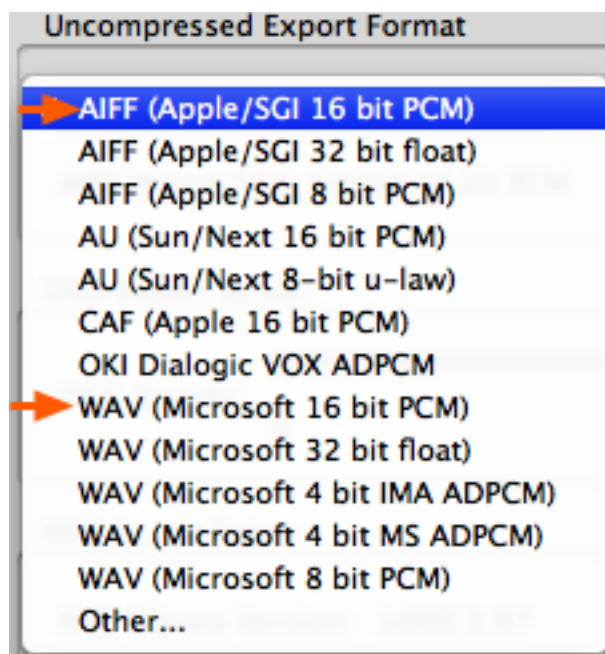 Uncompressed Export Format
AIFF (Apple/SGI 16 bit PCM)
AIFF (Apple/SGI 32 bit float)
AIFF (Apple/SGI 8 bit PCM)
AU (Sun/Next 16 bit PCM)
AU (Sun/Next 8-bit u-law)
CAF (Apple 16 bit PCM)
OKI Dialogic VOX ADPCM
WAV (Microsoft 16 bit PCM)
WAV (Microsoft 32 bit float)
WAV (Microsoft 4 bit IMA ADPCM)
WAV (Microsoft 4 bit MS ADPCM)
WAV (Microsoft 8 bit PCM)
Other...